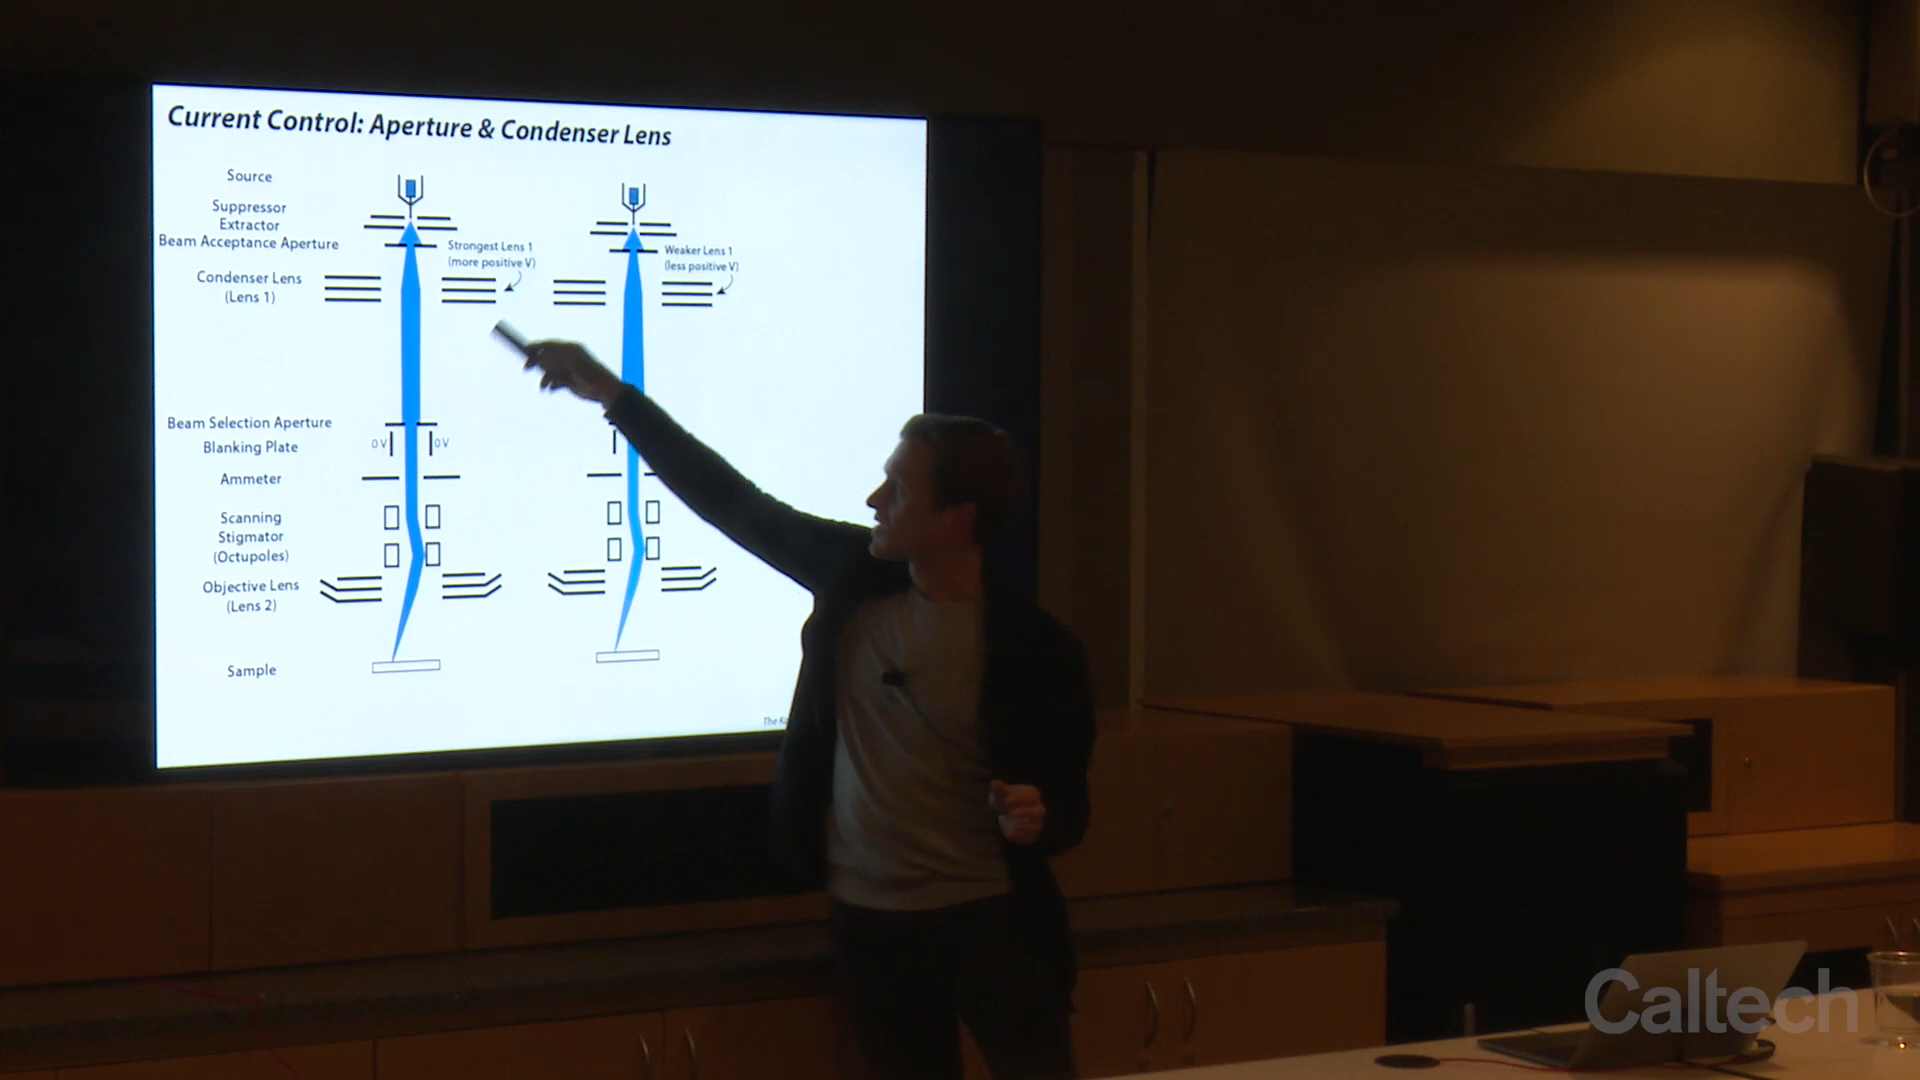 Current Control: Aperture & Condenser Lens
Source
Suppressor
Extractor
Beam Acceptance Aperture
Strongest Lens 1
(more positive V)
Weaker Lens 1
(less positive V)
Condenser Lens
(Lens 1)
Beam Selection Aperture
Blanking Plate
0 V
0 V
Ammeter
Scanning
Stigmator
(Octupoles)
Objective Lens
(Lens 2)
Sample
The
Caltech